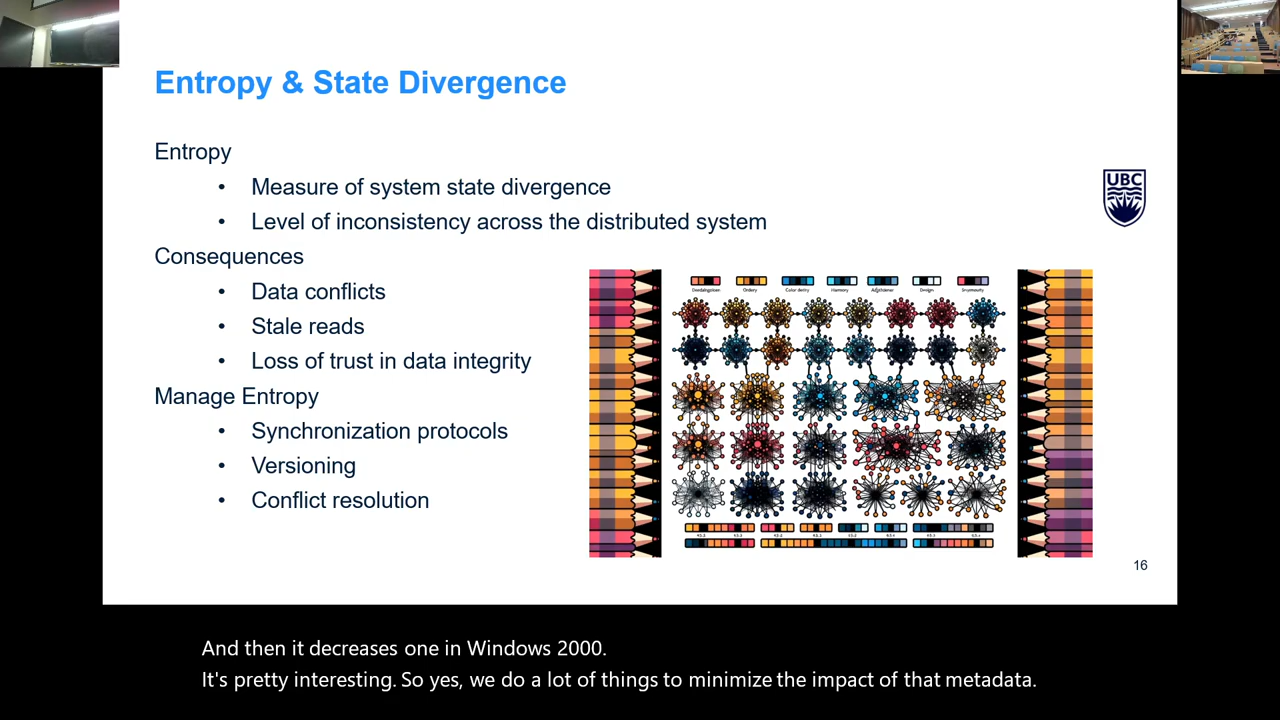 Entropy & State Divergence
Entropy
• Measure of system state divergence
• Level of inconsistency across the distributed system
Consequences
• Data conflicts
• Stale reads
• Loss of trust in data integrity
Manage Entropy
• Synchronization protocols
• Versioning
• Conflict resolution
UBC
16
And then it decreases one in Windows 2000.
It's pretty interesting. So yes, we do a lot of things to minimize the impact of that metadata.